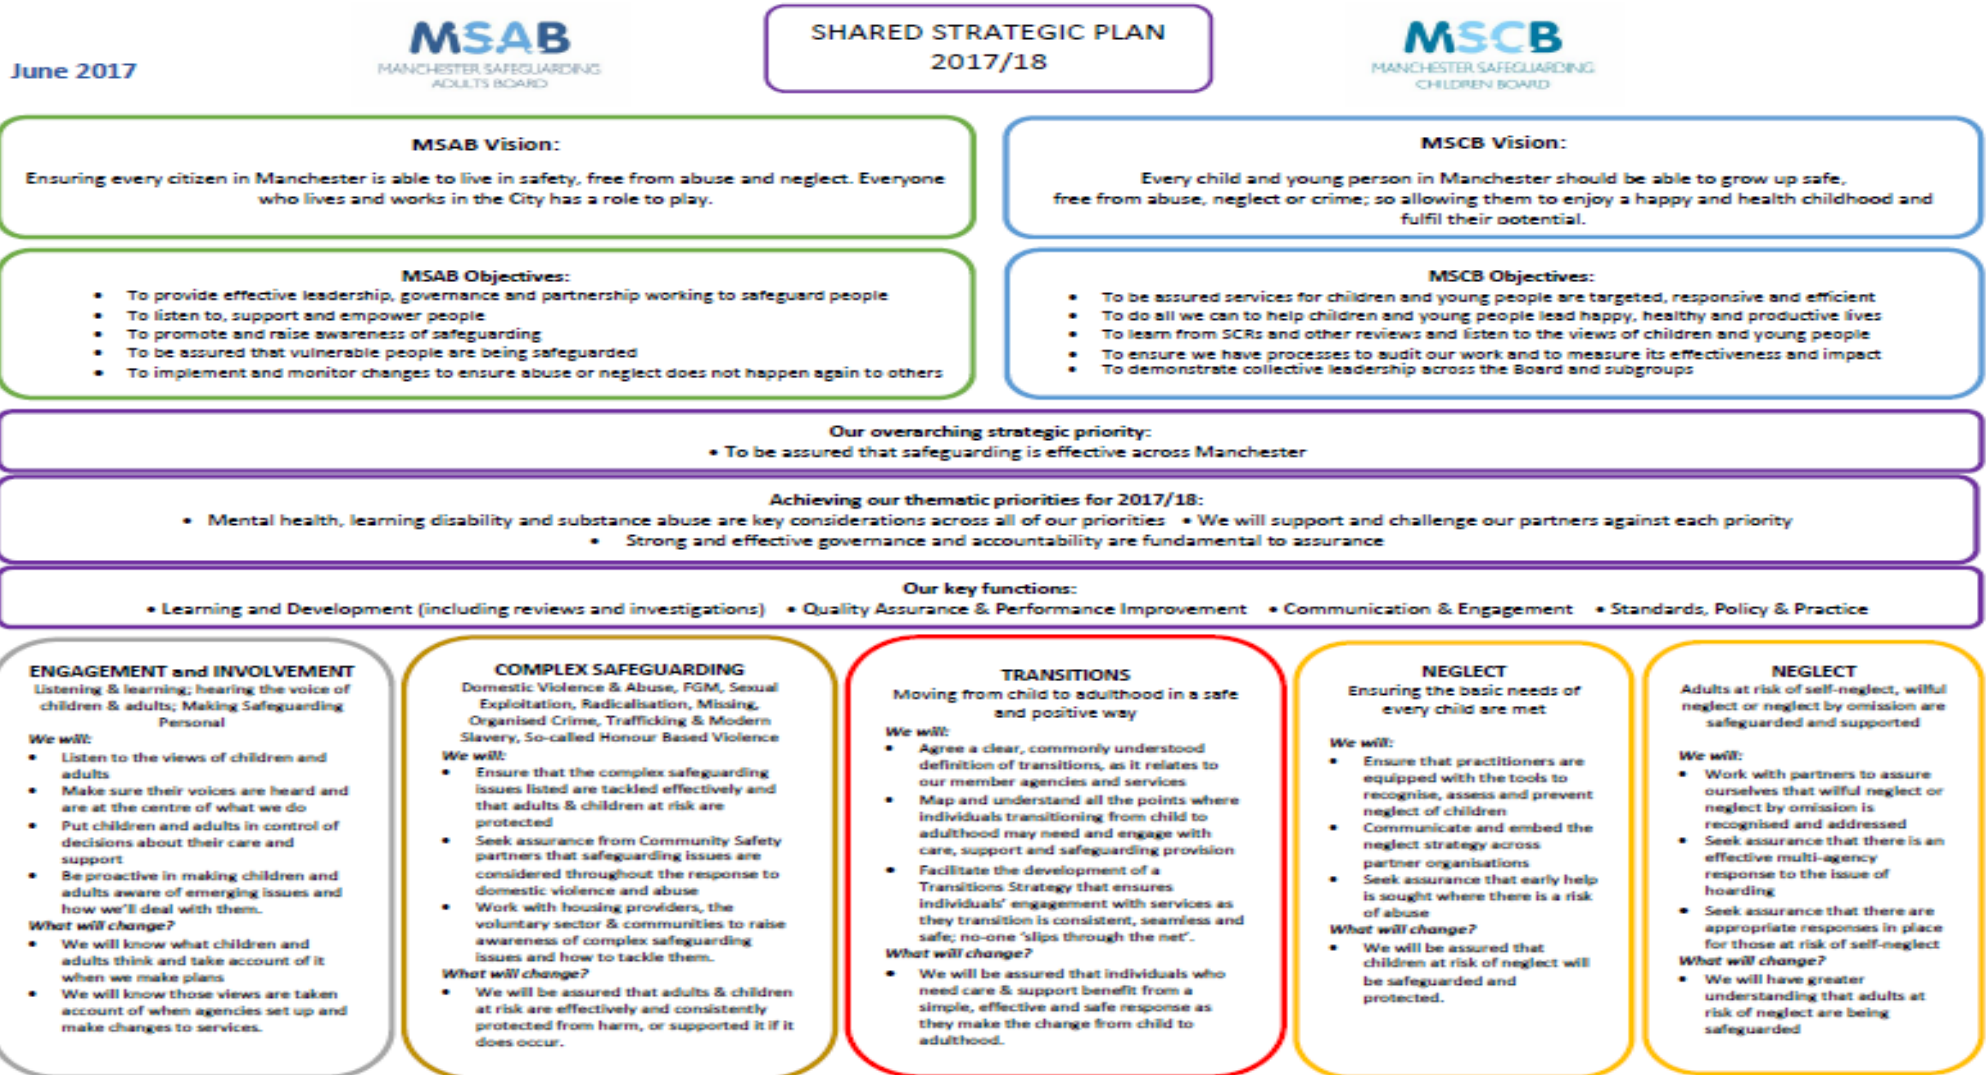 June 2017
MSAB
MANCHESTER SAFEGUARDING
ADULTS BOARD
SHARED STRATEGIC PLAN
2017/18
MSCB
MANCHESTER SAFEGUARDING
CHILDREN BOARD
MSAB Vision:
Ensuring every citizen in Manchester is able to live in safety, free from abuse and neglect. Everyone
who lives and works in the City has a role to play.
MSCB Vision:
Every child and young person in Manchester should be able to grow up safe,
free from abuse, neglect or crime; so allowing them to enjoy a happy and health childhood and
fulfil their potential.
MSAB Objectives:
• To provide effective leadership, governance and partnership working to safeguard people
• To listen to, support and empower people
• To promote and raise awareness of safeguarding
• To be assured that vulnerable people are being safeguarded
• To implement and monitor changes to ensure abuse or neglect does not happen again to others
MSCB Objectives:
• To be assured services for children and young people are targeted, responsive and efficient
• To do all we can to help children and young people lead happy, healthy and productive lives
• To learn from SCRs and other reviews and listen to the views of children and young people
• To ensure we have processes to audit our work and to measure its effectiveness and impact
• To demonstrate collective leadership across the Board and subgroups
Our overarching strategic priority:
• To be assured that safeguarding is effective across Manchester
Achieving our thematic priorities for 2017/18:
• Mental health, learning disability and substance abuse are key considerations across all of our priorities • We will support and challenge our partners against each priority
• Strong and effective governance and accountability are fundamental to assurance
Our key functions:
• Learning and Development (including reviews and investigations) • Quality Assurance & Performance Improvement • Communication & Engagement • Standards, Policy & Practice
ENGAGEMENT and INVOLVEMENT
Listening & learning; hearing the voice of
children & adults; Making Safeguarding
Personal
We will:
• Listen to the views of children and
adults
• Make sure their voices are heard and
are at the centre of what we do
• Put children and adults in control of
decisions about their care and
support
• Be proactive in making children and
adults aware of emerging issues and
how we'll deal with them.
What will change?
• We will know what children and
adults think and take account of it
when we make plans
• We will know those views are taken
account of when agencies set up and
make changes to services.
COMPLEX SAFEGUARDING
Domestic Violence & Abuse, FGM, Sexual
Exploitation, Radicalisation, Missing,
Organised Crime, Trafficking & Modern
Slavery, So-called Honour Based Violence
We will:
• Ensure that the complex safeguarding
issues listed are tackled effectively and
that adults & children at risk are
protected
• Seek assurance from Community Safety
partners that safeguarding issues are
considered throughout the response to
domestic violence and abuse
• Work with housing providers, the
voluntary sector & communities to raise
awareness of complex safeguarding
issues and how to tackle them.
What will change?
• We will be assured that adults & children
at risk are effectively and consistently
protected from harm, or supported it if it
does occur.
TRANSITIONS
Moving from child to adulthood in a safe
and positive way
We will:
• Agree a clear, commonly understood
definition of transitions, as it relates to
our member agencies and services
• Map and understand all the points where
individuals transitioning from child to
adulthood may need and engage with
care, support and safeguarding provision
• Facilitate the development of a
Transitions Strategy that ensures
individuals' engagement with services as
they transition is consistent, seamless and
safe; no-one 'slips through the net'.
What will change?
• We will be assured that individuals who
need care & support benefit from a
simple, effective and safe response as
they make the change from child to
adulthood.
NEGLECT
Ensuring the basic needs of
every child are met
We will:
• Ensure that practitioners are
equipped with the tools to
recognise, assess and prevent
neglect of children
• Communicate and embed the
neglect strategy across
partner organisations
• Seek assurance that early help
is sought where there is a risk
of abuse
What will change?
• We will be assured that
children at risk of neglect will
be safeguarded and
protected.
NEGLECT
Adults at risk of self-neglect, wilful
neglect or neglect by omission are
safeguarded and supported
We will:
• Work with partners to assure
ourselves that wilful neglect or
neglect by omission is
recognised and addressed
• Seek assurance that there is an
effective multi-agency
response to the issue of
hoarding
• Seek assurance that there are
appropriate responses in place
for those at risk of self-neglect
What will change?
• We will have greater
understanding that adults at
risk of neglect are being
safeguarded